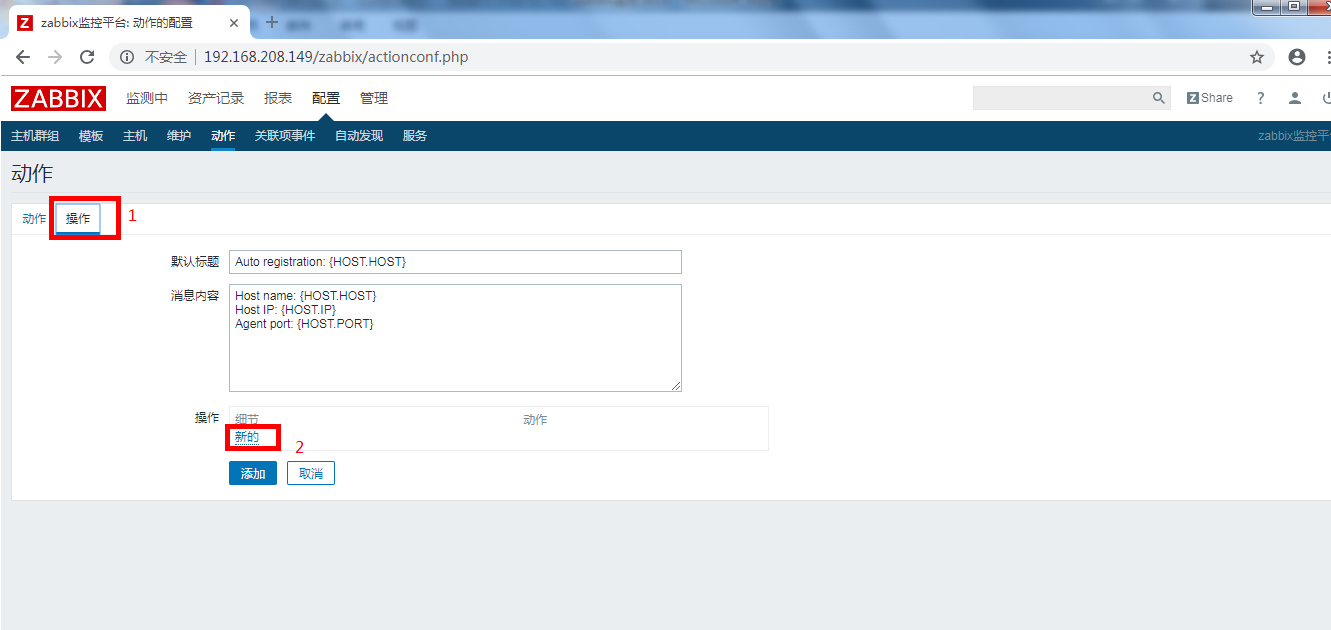 Z zabbix监控平台: 动作的配置
不安全 192.168.208.149/zabbix/actionconf.php
ZABBIX 监测中 资产记录 报表 配置 管理 Z Share ?
主机群组 模板 主机 维护 动作 关联项事件 自动发现 服务 zabbix监控平
动作
动作 操作 1
默认标题 Auto registration: {HOST.HOST}
消息内容 Host name: {HOST.HOST}
Host IP: {HOST.IP}
Agent port: {HOST.PORT}
操作 细节 动作
新的 2
添加 取消